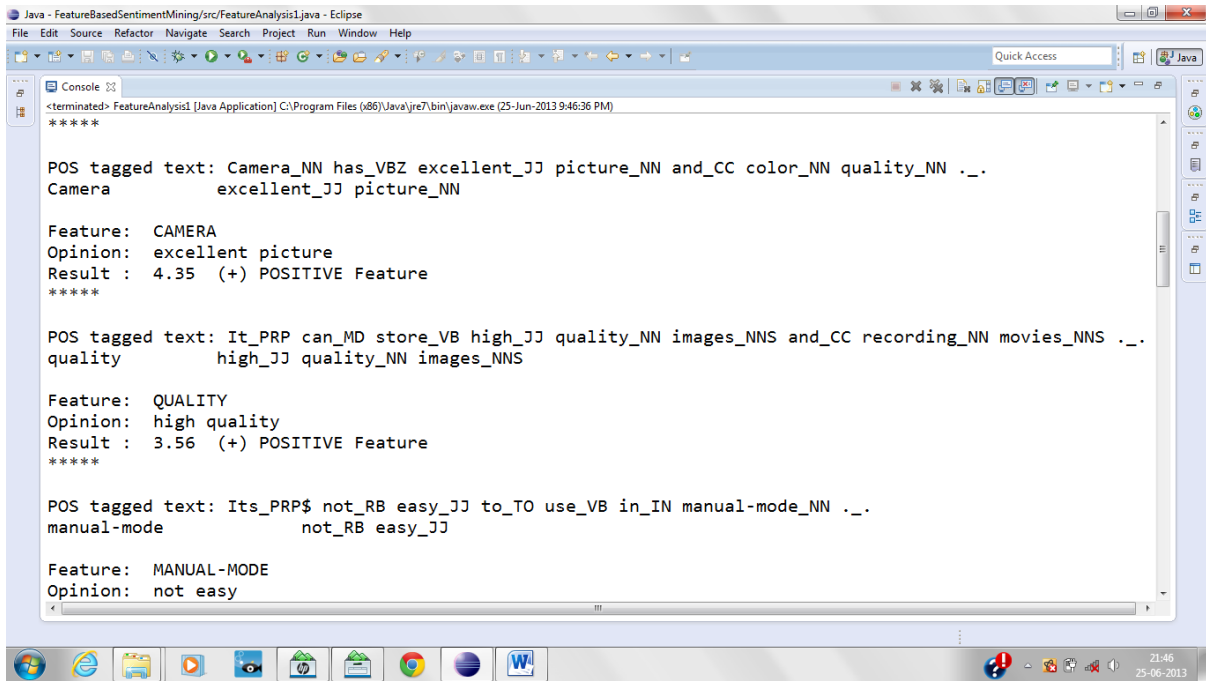 Java - FeatureBasedSentimentMining/src/FeatureAnalysis1.java - Eclipse
File Edit Source Refactor Navigate Search Project Run Window Help
Quick Access
Java
Console
<terminated> FeatureAnalysis1 [Java Application] C:\Program Files (x86)\Java\jre7\bin\javaw.exe (25-Jun-2013 9:46:36 PM)
*****
POS tagged text: Camera_NN has_VBZ excellent_JJ picture_NN and_CC color_NN quality_NN ._.
Camera excellent_JJ picture_NN
Feature: CAMERA
Opinion: excellent picture
Result : 4.35 (+) POSITIVE Feature
*****
POS tagged text: It_PRP can_MD store_VB high_JJ quality_NN images_NNS and_CC recording_NN movies_NNS ._.
quality high_JJ quality_NN images_NNS
Feature: QUALITY
Opinion: high quality
Result : 3.56 (+) POSITIVE Feature
*****
POS tagged text: Its_PRP$ not_RB easy_JJ to_TO use_VB in_IN manual-mode_NN ._.
manual-mode not_RB easy_JJ
Feature: MANUAL-MODE
Opinion: not easy
21:46
25-06-2013